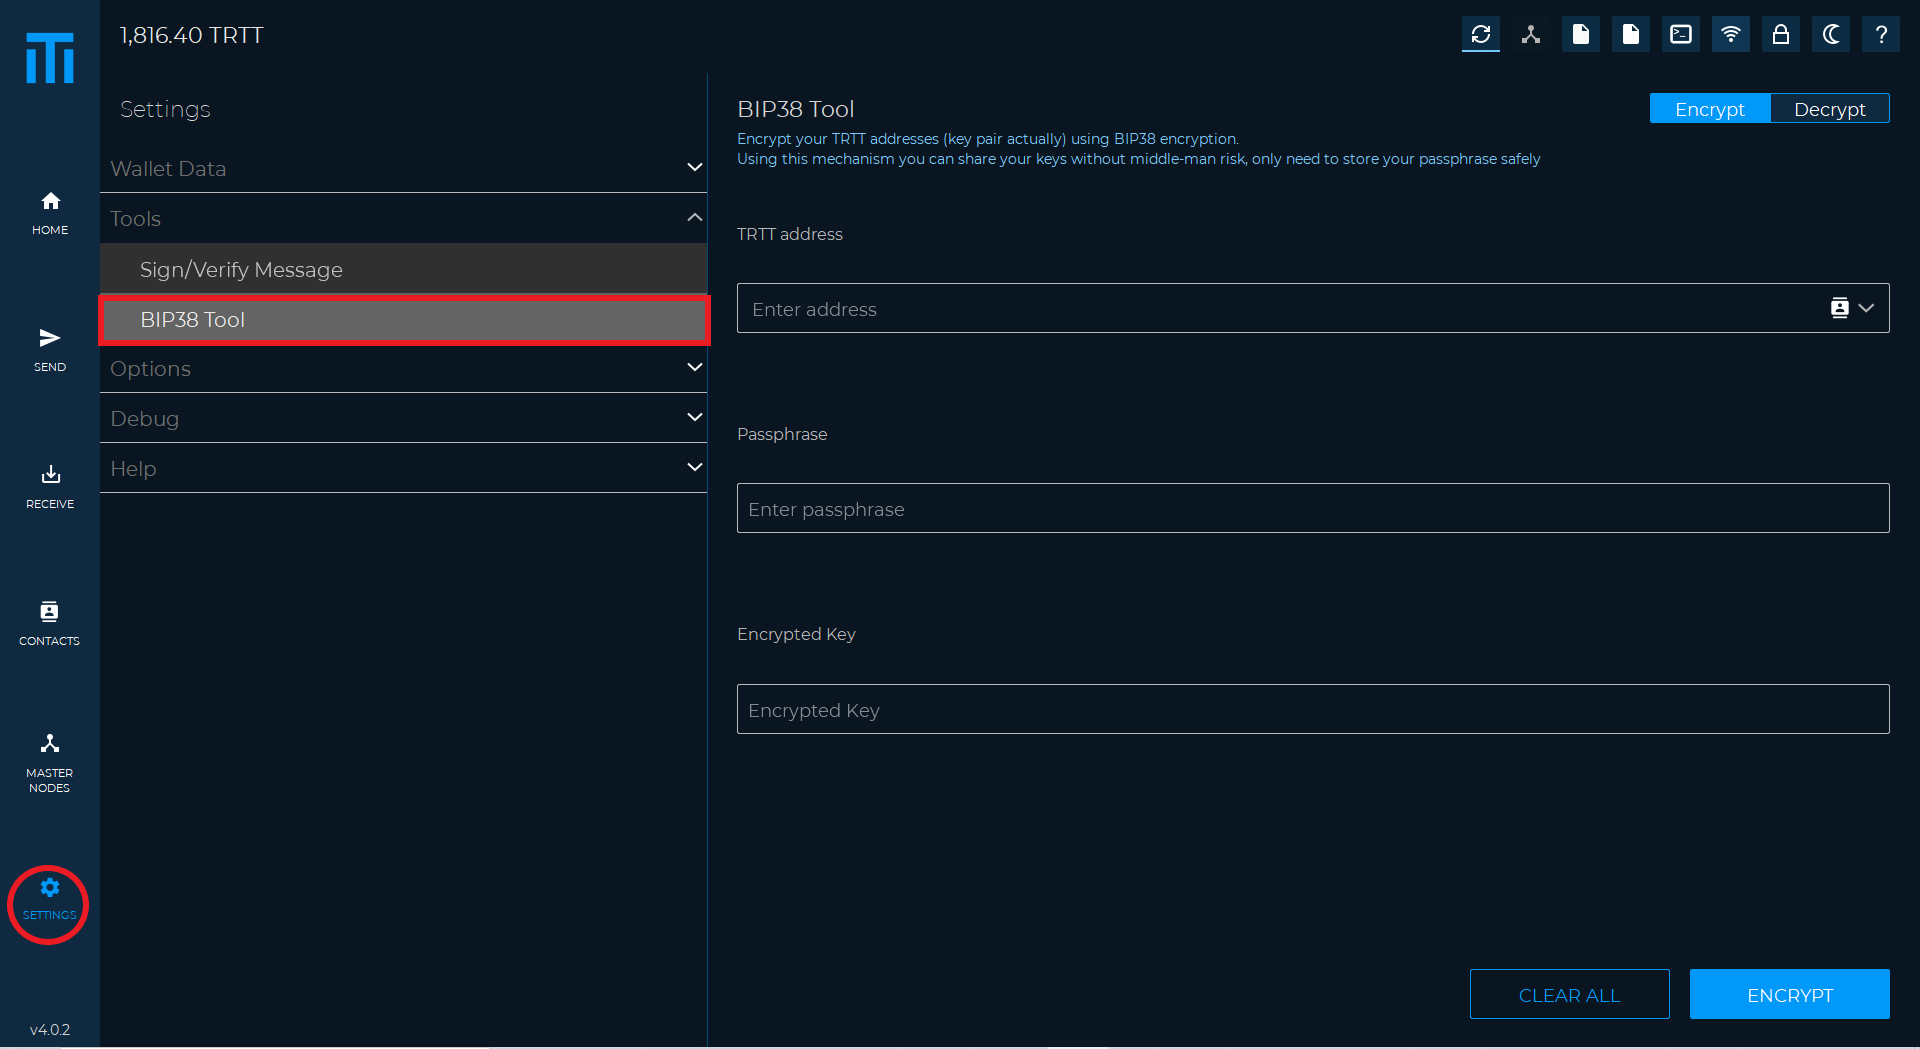 1,816.40 TRTT
?
HOME
SEND
RECEIVE
CONTACTS
MASTER
NODES
SETTINGS
v4.0.2
Settings
Wallet Data
Tools
Sign/Verify Message
BIP38 Tool
Options
Debug
Help
BIP38 Tool
Encrypt
Decrypt
Encrypt your TRTT addresses (key pair actually) using BIP38 encryption.
Using this mechanism you can share your keys without middle-man risk, only need to store your passphrase safely
TRTT address
Enter address
Passphrase
Enter passphrase
Encrypted Key
Encrypted Key
CLEAR ALL
ENCRYPT